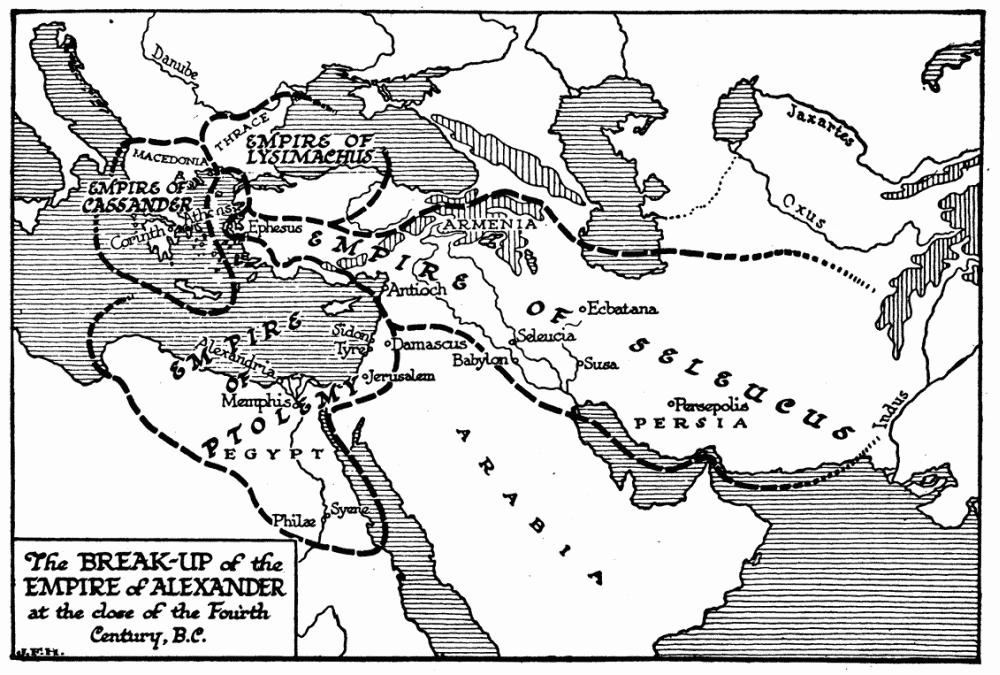 Danube
THRACE
MACEDONIA
EMPIRE OF
LYSIMACHUS
EMPIRE OF
CASSANDER
Athens
Corinth
Ephesus
Jaxartes
Oxus
ARMENIA
EMPIRE OF SELEUCUS
Antioch
Ecbatana
Seleucia
Sidon
Tyre
Damascus
Babylon
Susa
EMPIRE
OF
PTOLEMY
Alexandria
Jerusalem
Memphis
Persepolis
PERSIA
Indus
EGYPT
ARABIA
Philæ
Syene
The BREAK-UP of the
EMPIRE of ALEXANDER
at the close of the Fourth
Century, B.C.
J.F.H.